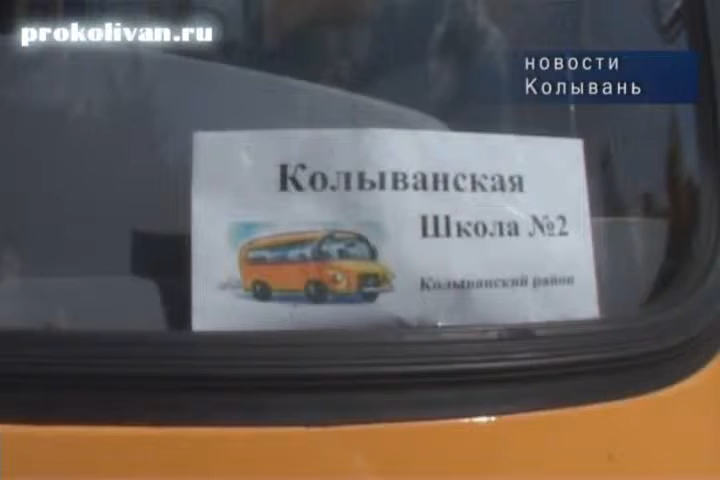 prokolivan.ru
новости
Колывань
Колыванская
Школа №2
Колыванский район